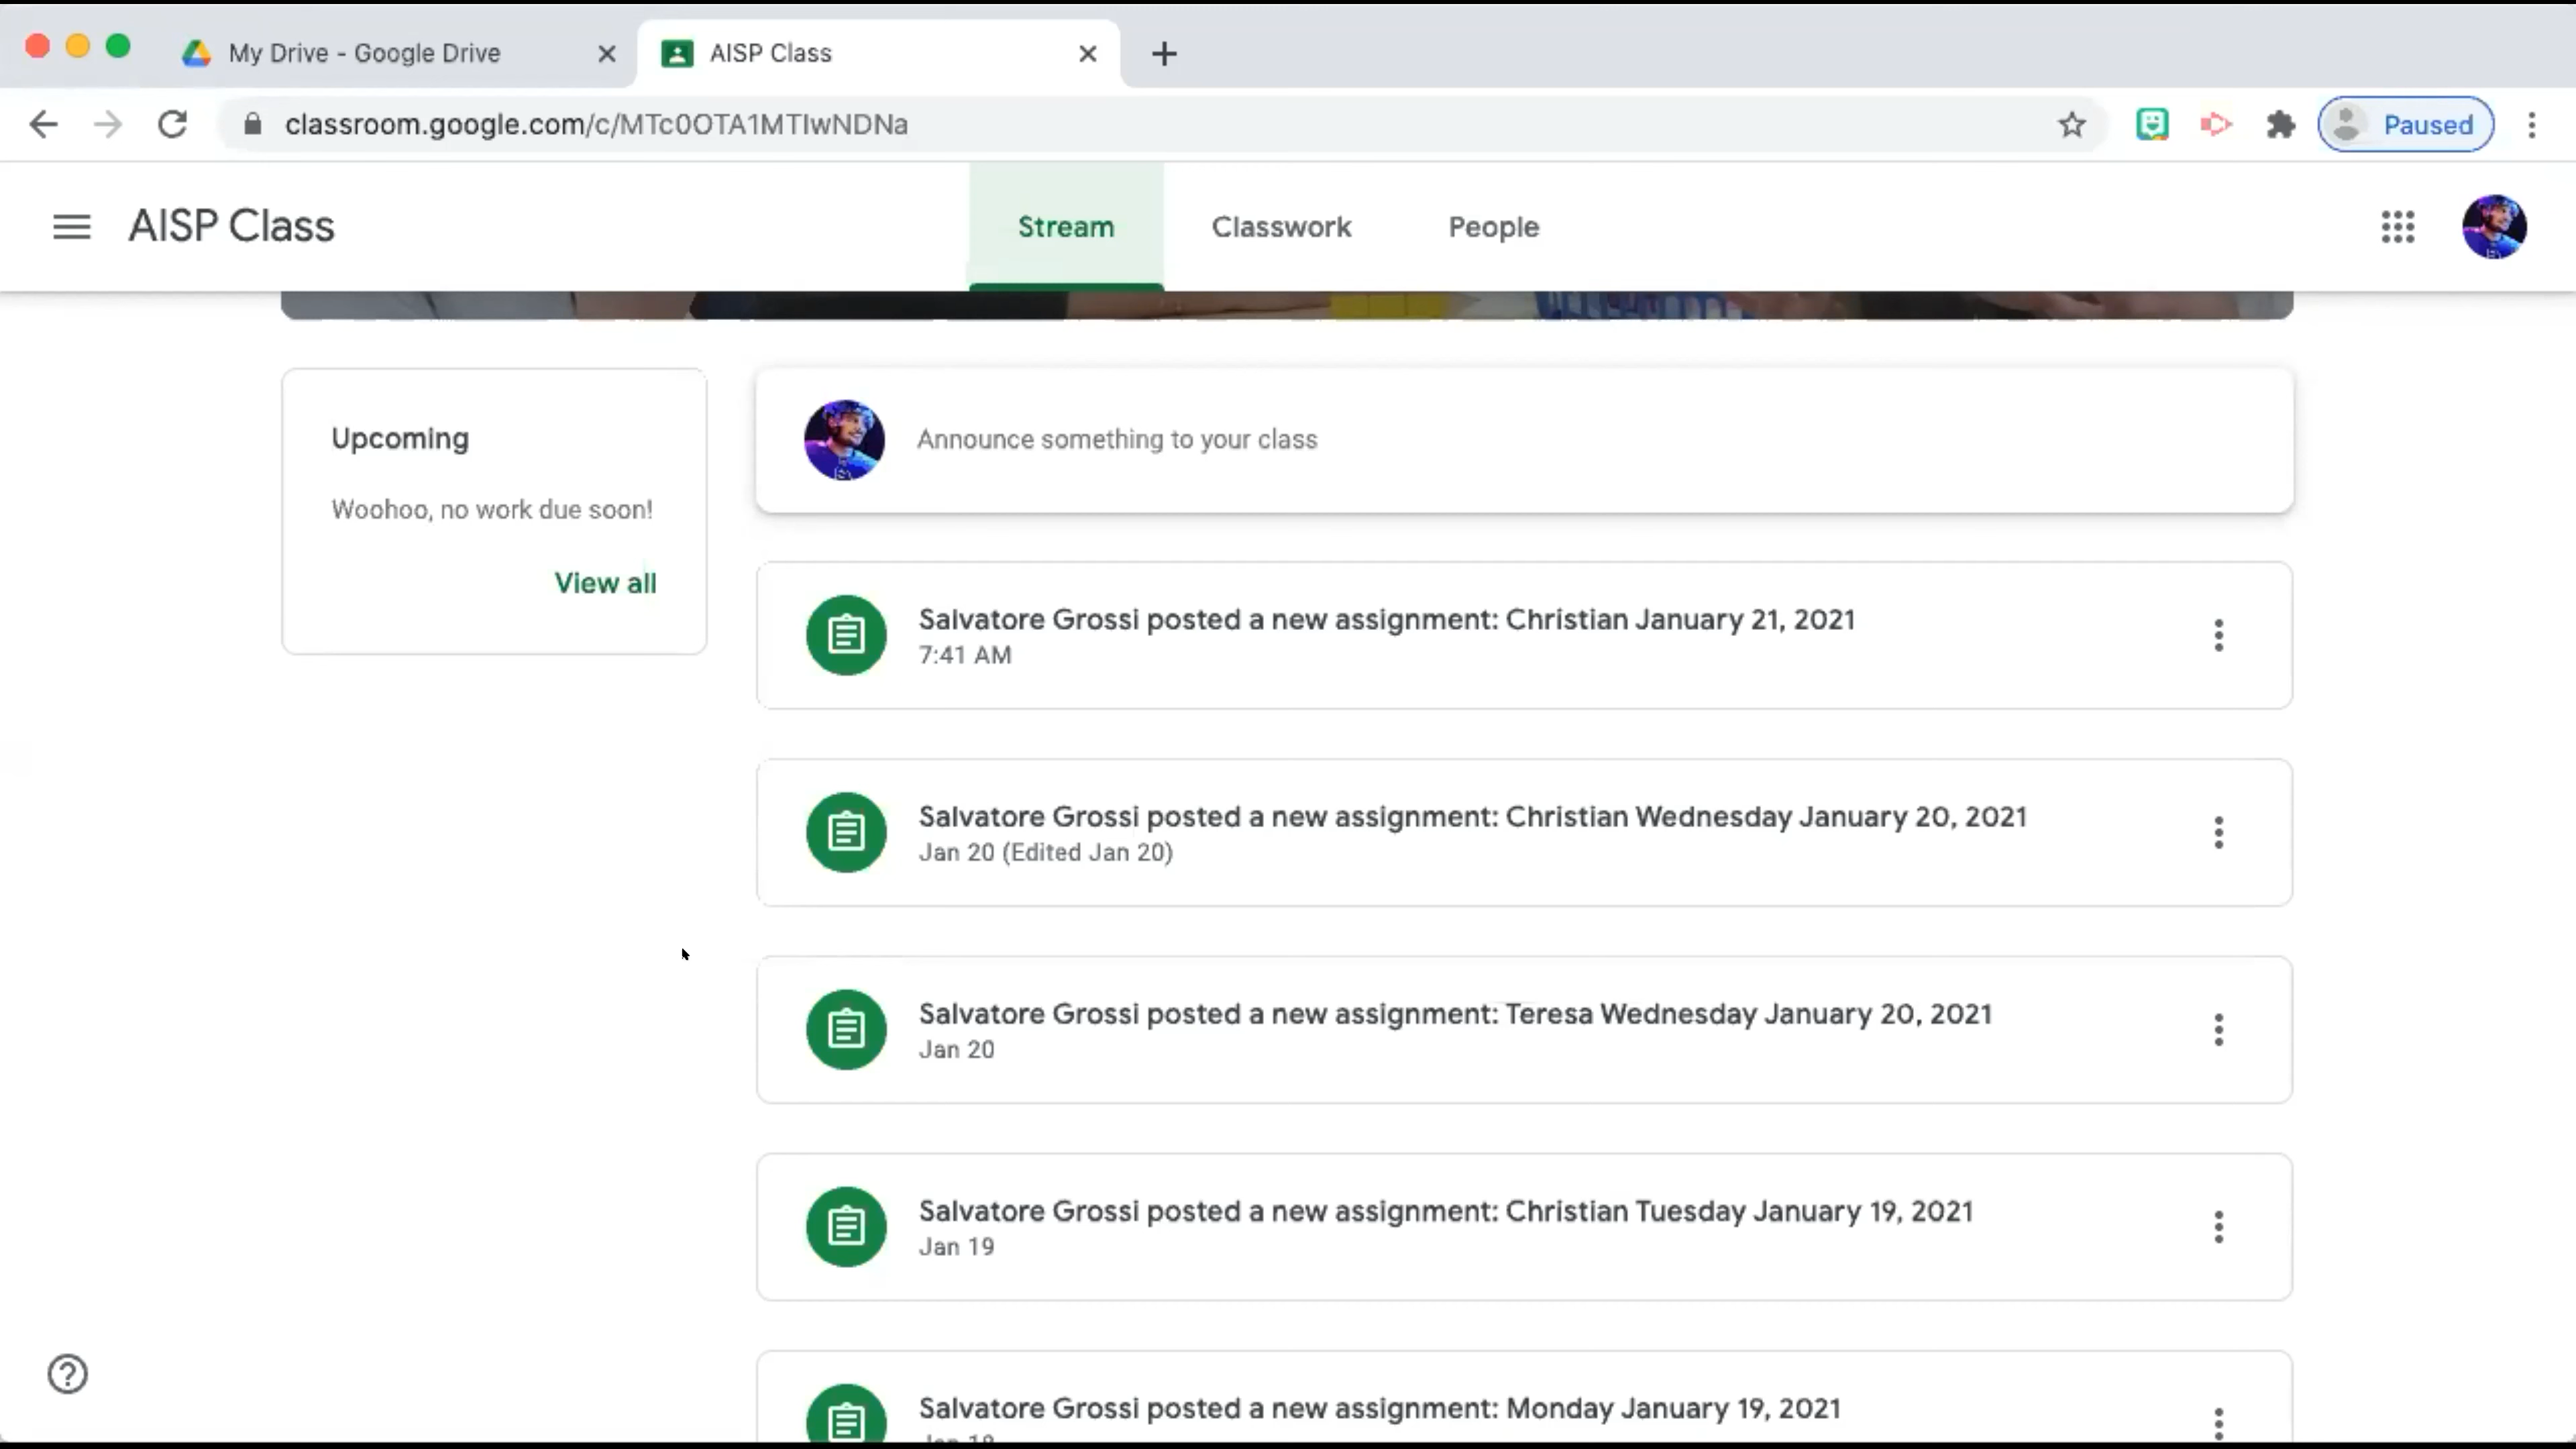 My Drive - Google Drive
AISP Class
classroom.google.com/c/MTc0OTA1MTIwNDNa
Paused
AISP Class
Stream
Classwork
People
Upcoming
Woohoo, no work due soon!
View all
Announce something to your class
Salvatore Grossi posted a new assignment: Christian January 21, 2021
7:41 AM
Salvatore Grossi posted a new assignment: Christian Wednesday January 20, 2021
Jan 20 (Edited Jan 20)
Salvatore Grossi posted a new assignment: Teresa Wednesday January 20, 2021
Jan 20
Salvatore Grossi posted a new assignment: Christian Tuesday January 19, 2021
Jan 19
Salvatore Grossi posted a new assignment: Monday January 19, 2021